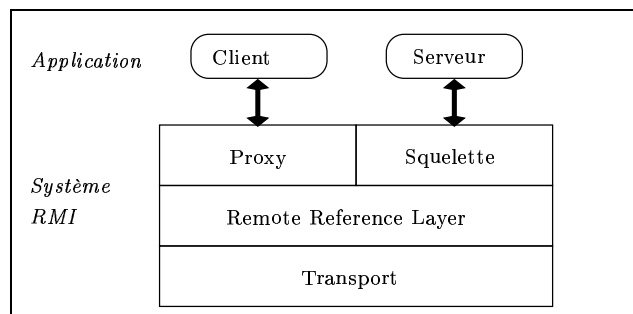 Application Client Serveur
Proxy Squelette
Système
RMI Remote Reference Layer
Transport